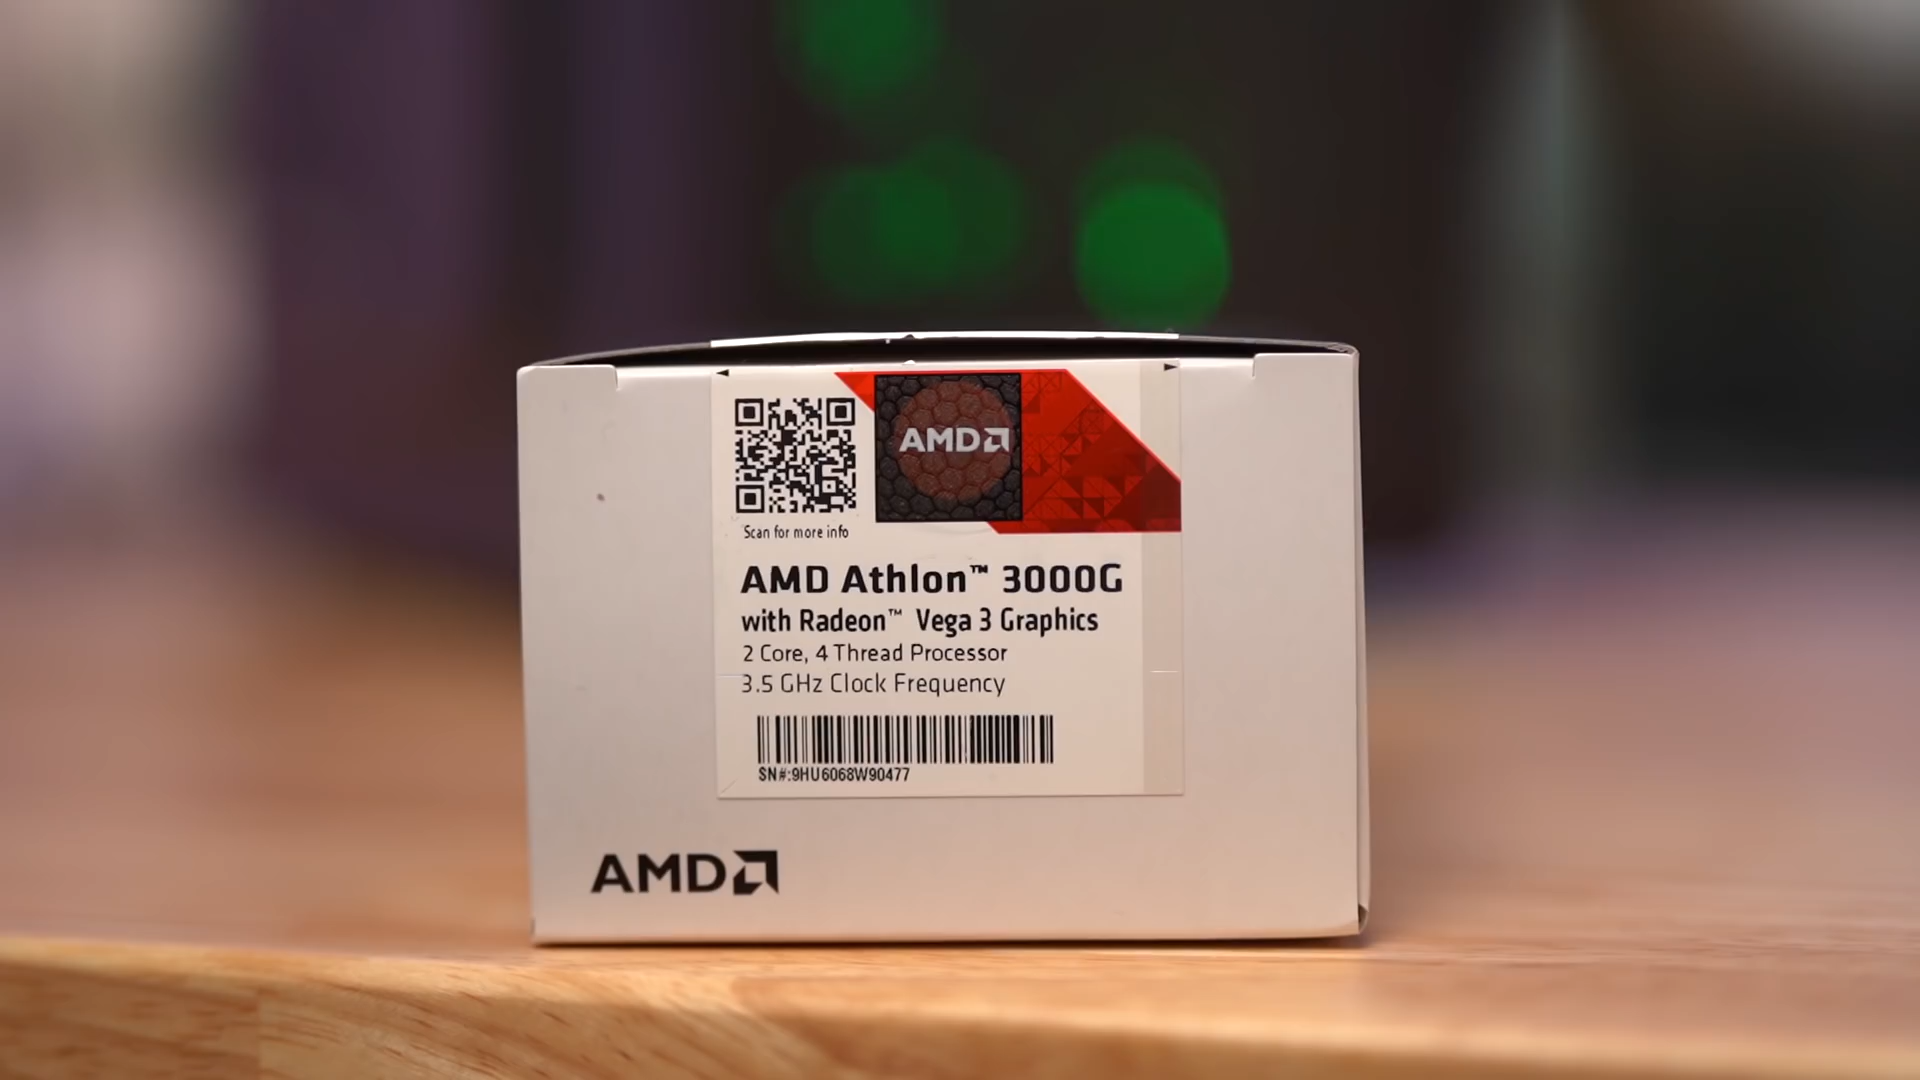 AMD
Scan for more info
AMD Athlon™ 3000G
with Radeon™ Vega 3 Graphics
2 Core, 4 Thread Processor
3.5 GHz Clock Frequency
SN#:9HU6068W90477
AMD